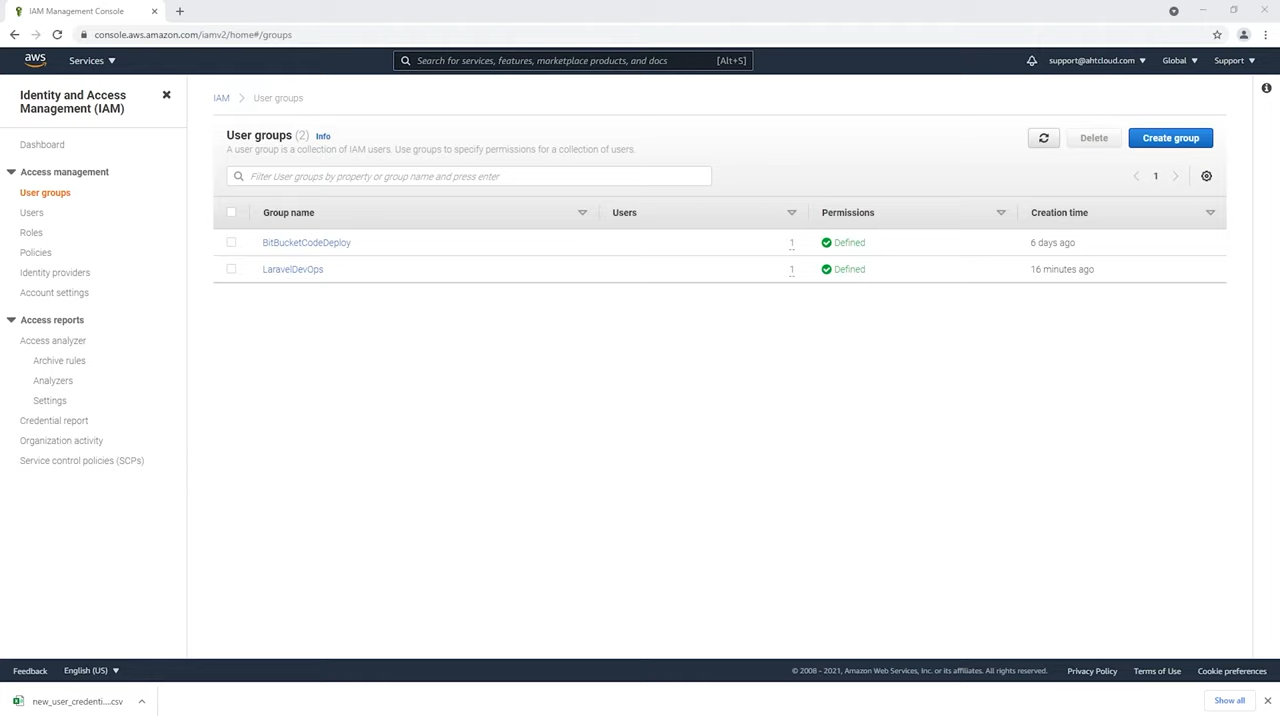 IAM Management Console
console.aws.amazon.com/iamv2/home#/groups
aws
Services
Search for services, features, marketplace products, and docs
[Alt+S]
support@ahtcloud.com
Global
Support
Identity and Access Management (IAM)
Dashboard
Access management
User groups
Users
Roles
Policies
Identity providers
Account settings
Access reports
Access analyzer
Archive rules
Analyzers
Settings
Credential report
Organization activity
Service control policies (SCPs)
IAM
User groups
User groups (2) Info
A user group is a collection of IAM users. Use groups to specify permissions for a collection of users.
Delete
Create group
Filter User groups by property or group name and press enter
1
Group name
Users
Permissions
Creation time
BitBucketCodeDeploy
1
Defined
6 days ago
LaravelDevOps
1
Defined
16 minutes ago
Feedback
English (US)
© 2008 - 2021, Amazon Web Services, Inc. or its affiliates. All rights reserved.
Privacy Policy
Terms of Use
Cookie preferences
new_user_credenti....csv
Show all